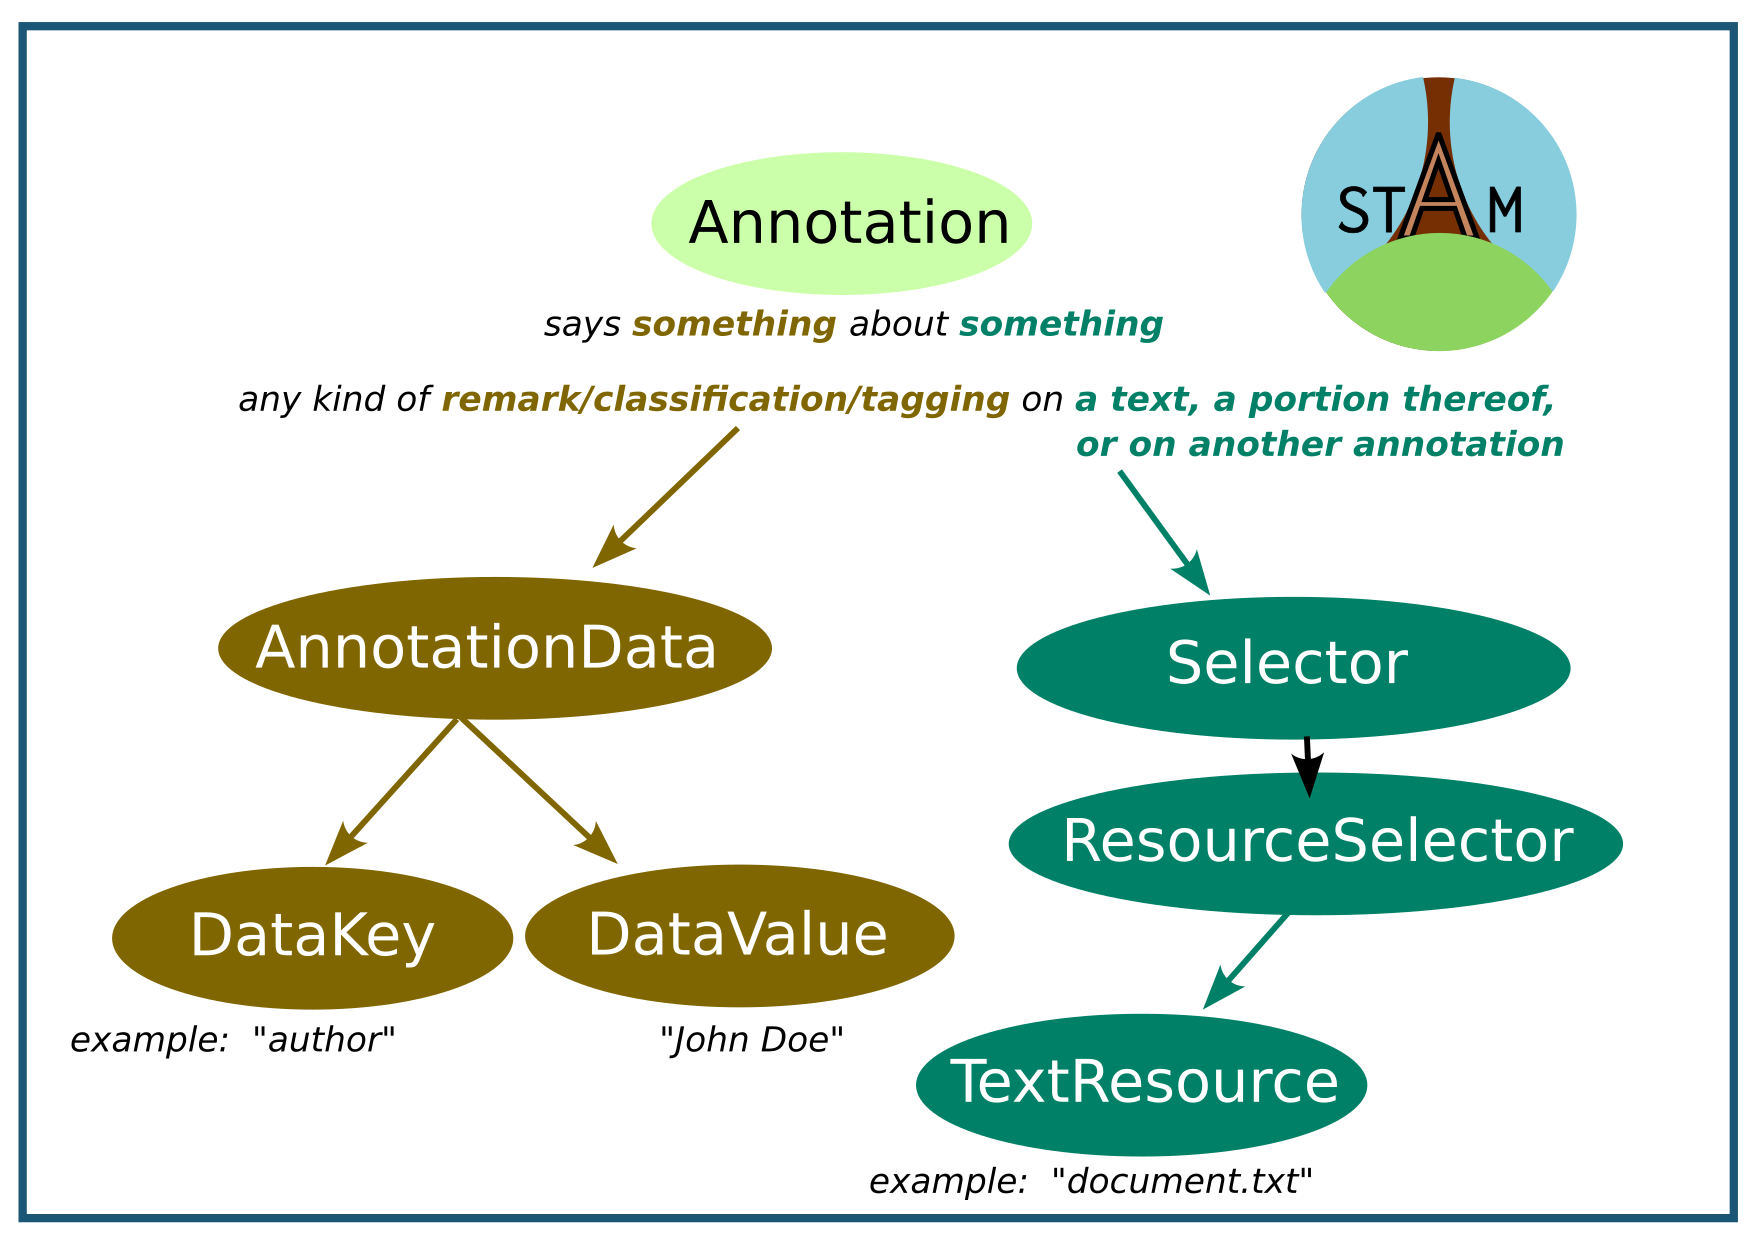 STAM
Annotation
says something about something
any kind of remark/classification/tagging on a text, a portion thereof,
or on another annotation
AnnotationData
Selector
ResourceSelector
DataKey
DataValue
example: "author"
"John Doe"
TextResource
example: "document.txt"